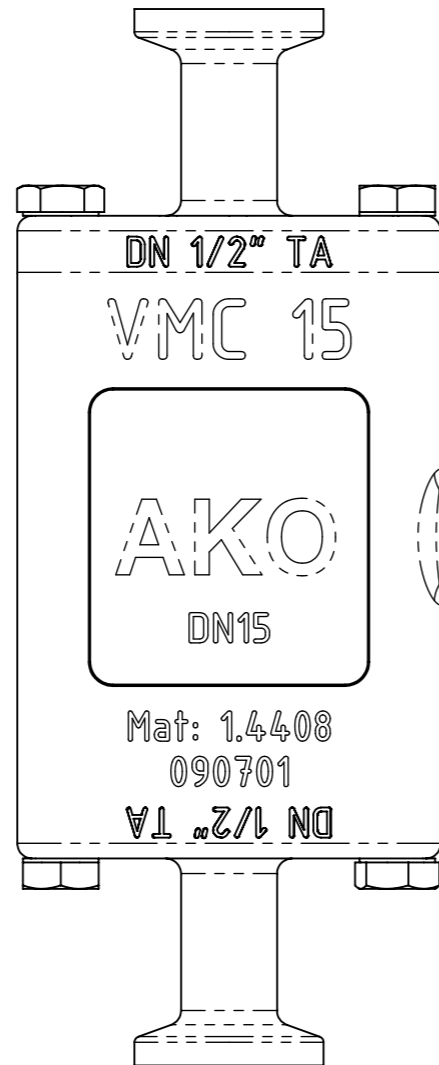 DN 1/2" TA
VMC 15
AKO
DN15
Mat: 1.4408
090701
DN 1/2" TA